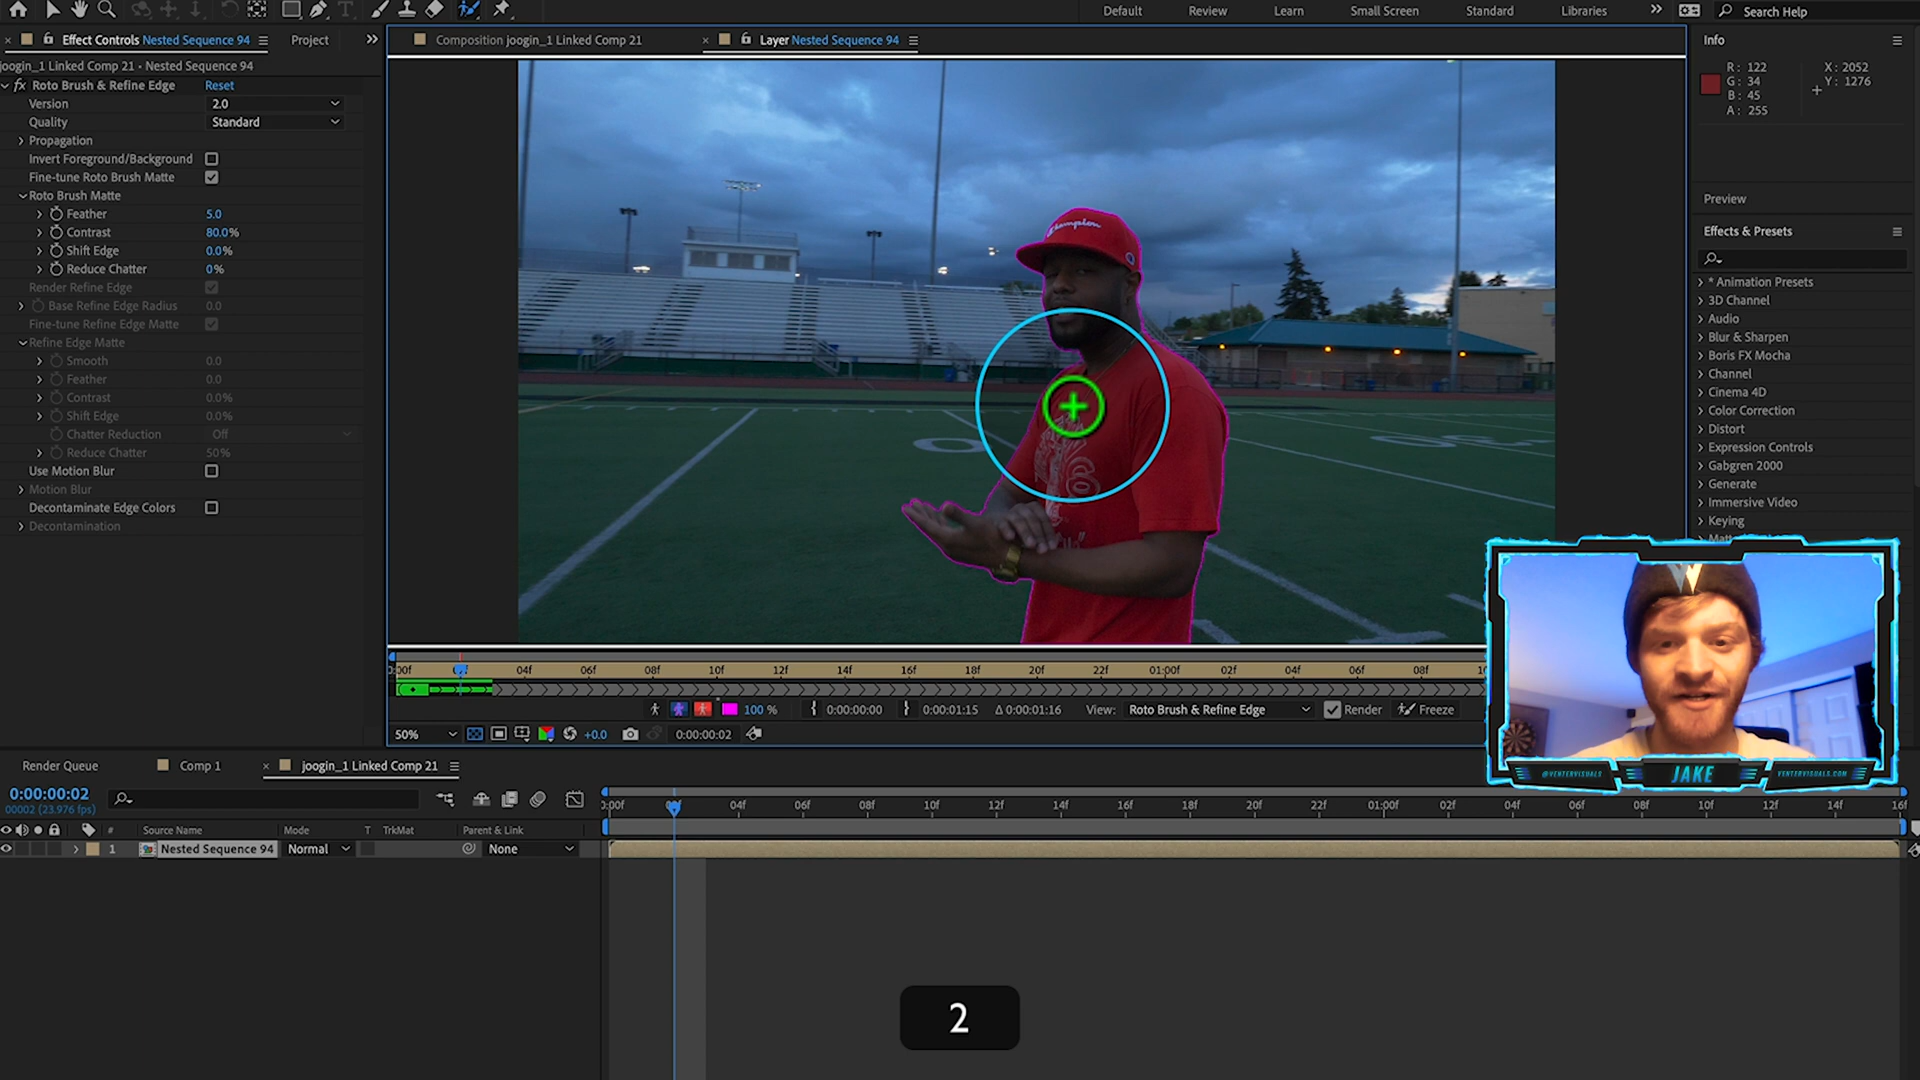 Default
Review
Learn
Small Screen
Standard
Libraries
Search Help
Effect Controls Nested Sequence 94
Project
Composition joogin_1 Linked Comp 21
Layer Nested Sequence 94
Info
joogin_1 Linked Comp 21 • Nested Sequence 94
R: 122
G: 34
B: 45
A: 255
X: 2052
Y: 1276
fx Roto Brush & Refine Edge Reset
Version 2.0
Quality Standard
Propagation
Invert Foreground/Background
Fine-tune Roto Brush Matte
Roto Brush Matte
Feather 5.0
Contrast 80.0%
Shift Edge 0.0%
Reduce Chatter 0%
Render Refine Edge
Base Refine Edge Radius 0.0
Fine-tune Refine Edge Matte
Refine Edge Matte
Smooth 0.0
Feather 0.0
Contrast 0.0%
Shift Edge 0.0%
Chatter Reduction Off
Reduce Chatter 50%
Use Motion Blur
Motion Blur
Decontaminate Edge Colors
Decontamination
Champion
Preview
Effects & Presets
* Animation Presets
3D Channel
Audio
Blur & Sharpen
Boris FX Mocha
Channel
Cinema 4D
Color Correction
Distort
Expression Controls
Gabgren 2000
Generate
Immersive Video
Keying
:00f 04f 06f 08f 10f 12f 14f 16f 18f 20f 22f 01:00f 02f 04f 06f 08f
100 % 0:00:00:00 0:00:01:15 Δ 0:00:01:16 View: Roto Brush & Refine Edge Render Freeze
50% +0.0 0:00:00:02
@VENTERVISUALS JAKE VENTERVISUALS.COM
Render Queue
Comp 1
joogin_1 Linked Comp 21
0:00:00:02
00002 (23.976 fps)
:00f 04f 06f 08f 10f 12f 14f 16f 18f 20f 22f 01:00f 02f 04f 06f 08f 10f 12f 14f 16f
# Source Name Mode T TrkMat Parent & Link
1 Nested Sequence 94 Normal None
2